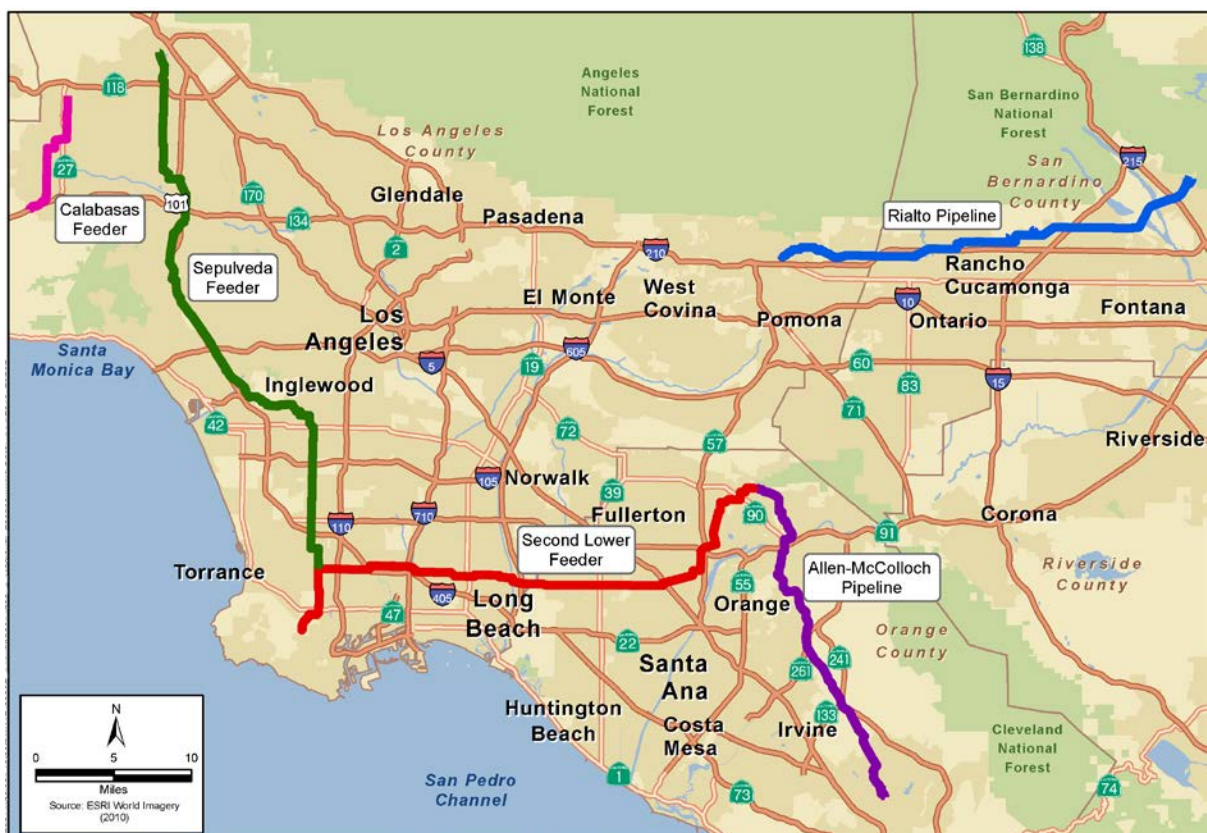 138
Angeles
National
Forest
118
San Bernardino
National
Forest
Los Angeles
County
San
Bernardino
County
215
27
170
Glendale
Calabasas
Feeder
101
134
Pasadena
Rialto Pipeline
2
210
Sepulveda
Feeder
El Monte
West
Covina
Rancho
Cucamonga
10
Los
Angeles
Pomona
Ontario
Fontana
Santa
Monica Bay
5
605
19
60
Inglewood
83
15
42
72
71
57
Riverside
105
Norwalk
39
Fullerton
90
110
710
Corona
91
Second Lower
Feeder
Torrance
Allen-McColloch
Pipeline
Riverside
County
405
55
47
Long
Beach
Orange
22
Orange
County
Santa
Ana
261
241
Huntington
Beach
133
Costa
Mesa
Irvine
Cleveland
National
Forest
N
0
5
10
Miles
Source: ESRI World Imagery
(2010)
San Pedro
Channel
1
73
74